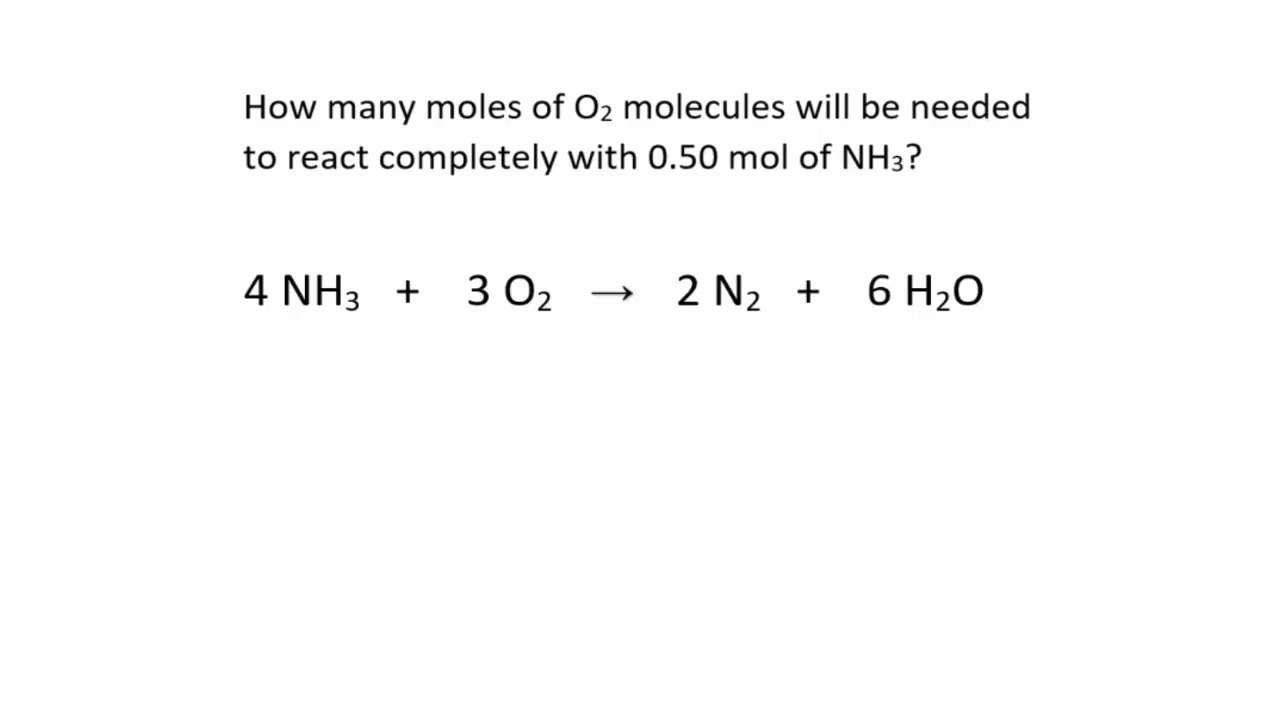 How many moles of O₂ molecules will be needed
to react completely with 0.50 mol of NH₃?
4 NH₃ + 3 O₂ → 2 N₂ + 6 H₂O